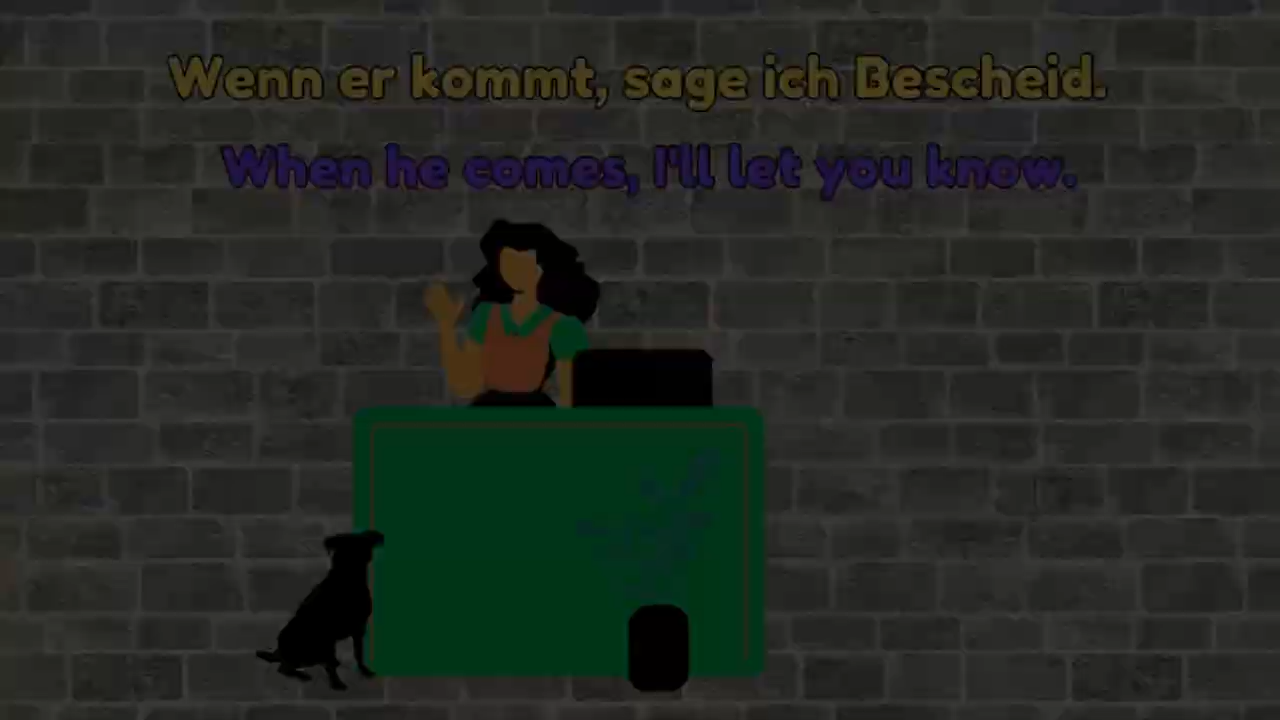 Wenn er kommt, sage ich Bescheid.
When he comes, I'll let you know.